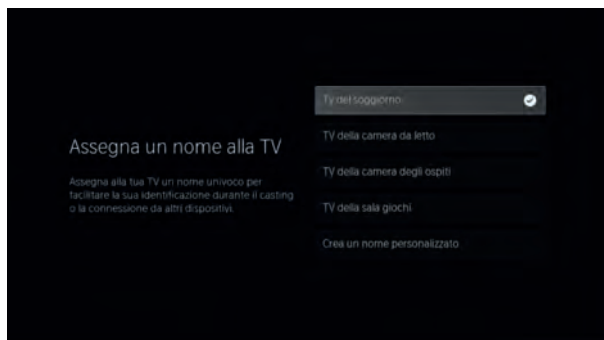 Assegna un nome alla TV
Assegna alla tua TV un nome univoco per
facilitare la sua identificazione durante il casting
o la connessione da altri dispositivi.
TV del soggiorno
TV della camera da letto
TV della camera degli ospiti
TV della sala giochi
Crea un nome personalizzato